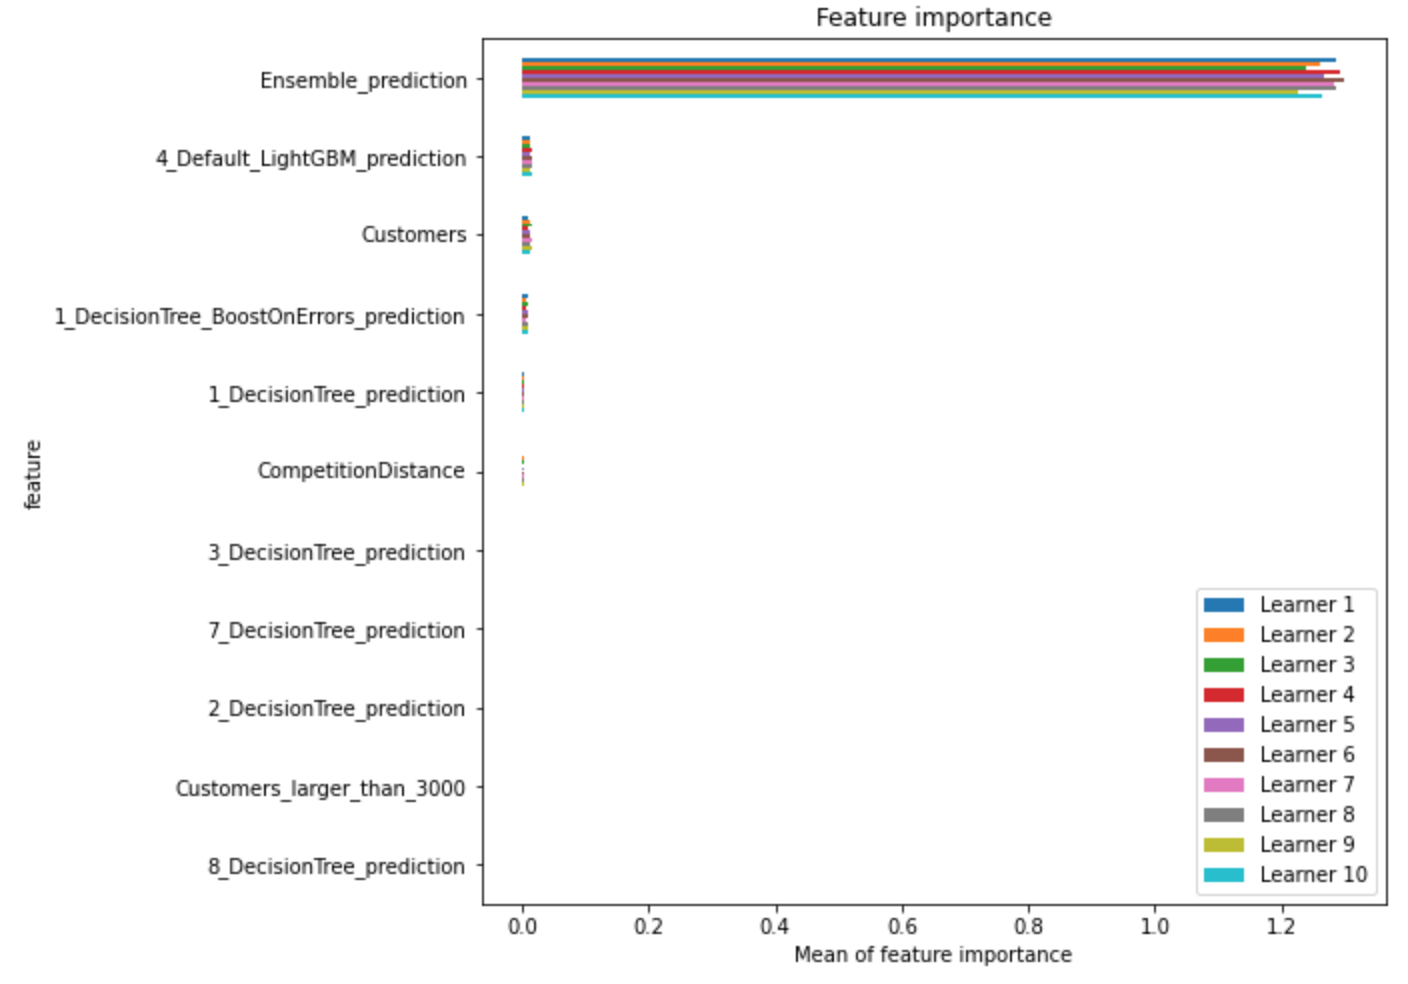 Feature importance
Ensemble_prediction
4_Default_LightGBM_prediction
Customers
1_DecisionTree_BoostOnErrors_prediction
1_DecisionTree_prediction
CompetitionDistance
3_DecisionTree_prediction
7_DecisionTree_prediction
2_DecisionTree_prediction
Customers_larger_than_3000
8_DecisionTree_prediction
feature
Learner 1
Learner 2
Learner 3
Learner 4
Learner 5
Learner 6
Learner 7
Learner 8
Learner 9
Learner 10
0.0 0.2 0.4 0.6 0.8 1.0 1.2
Mean of feature importance